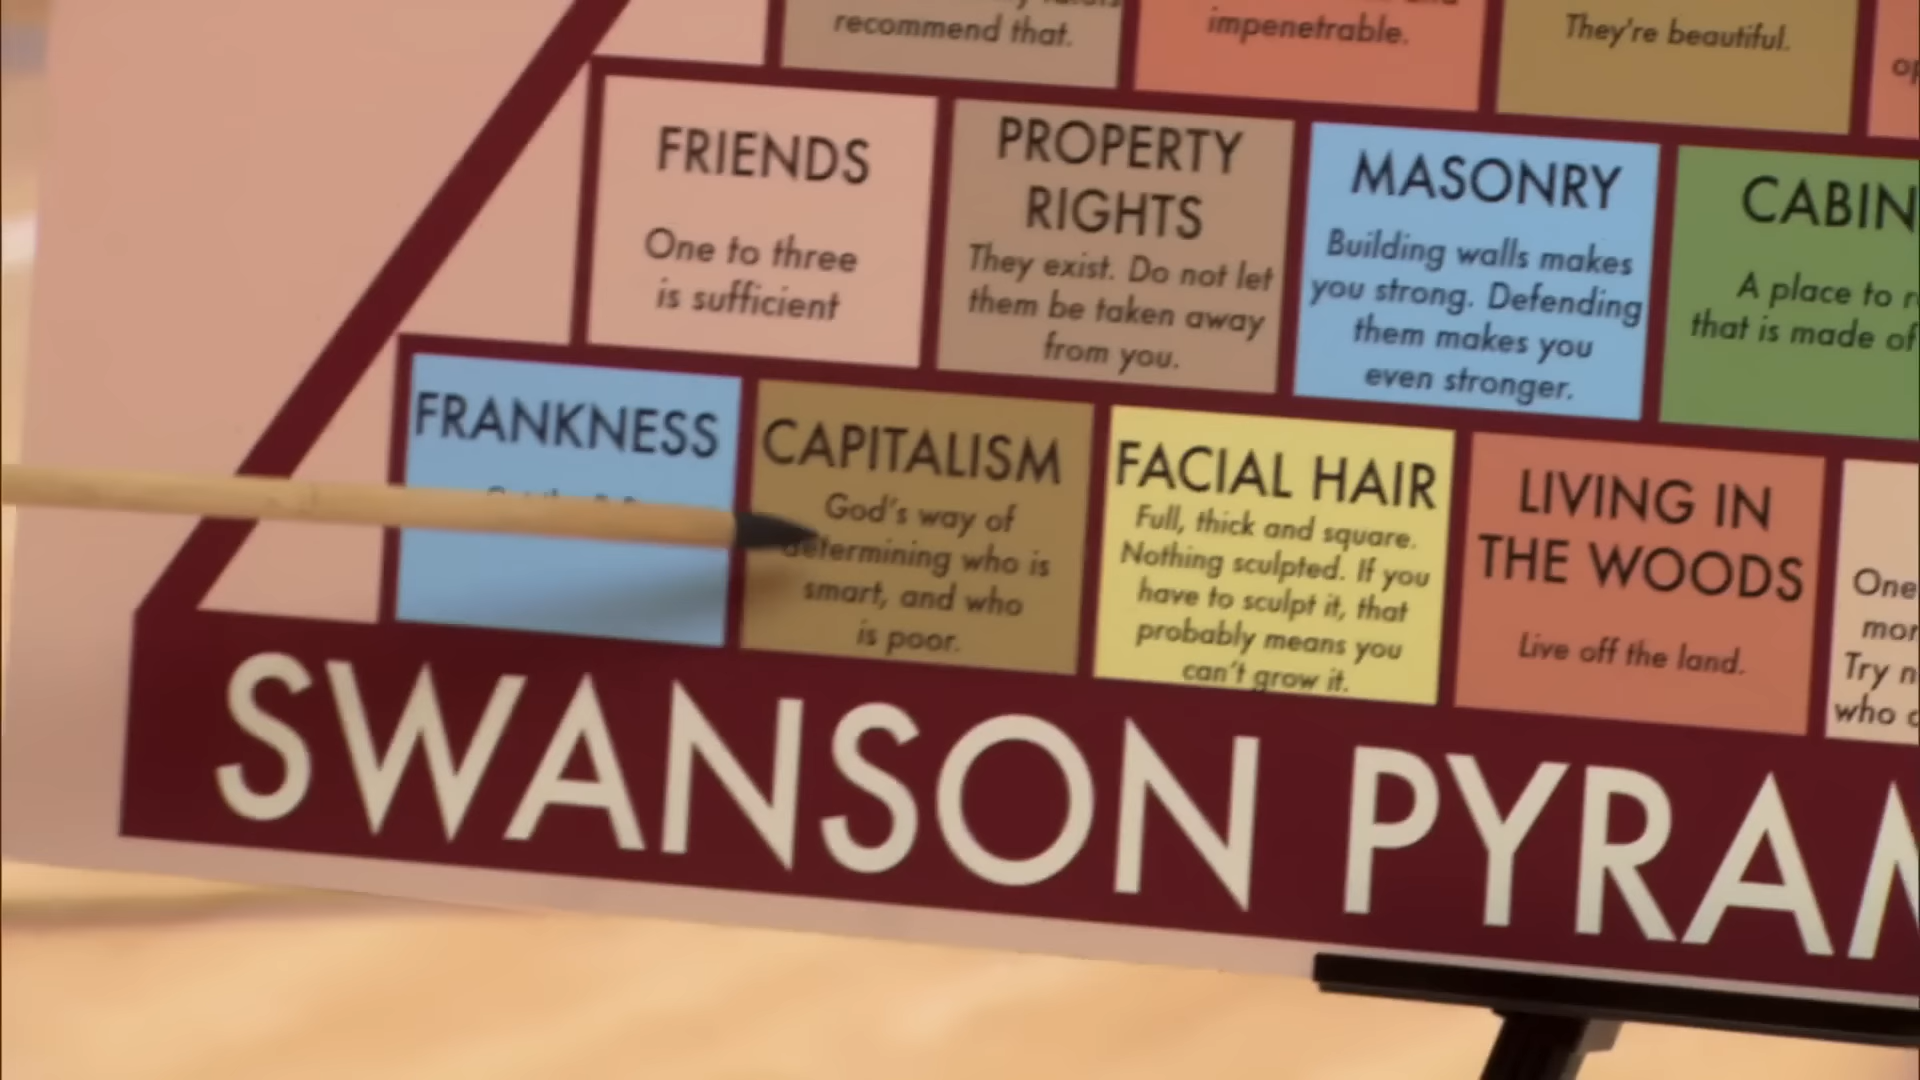 recommend that.
impenetrable.
They're beautiful.
FRIENDS
One to three
is sufficient
PROPERTY
RIGHTS
They exist. Do not let
them be taken away
from you.
MASONRY
Building walls makes
you strong. Defending
them makes you
even stronger.
CABIN
A place to
that is made of
FRANKNESS
CAPITALISM
God's way of
determining who is
smart, and who
is poor.
FACIAL HAIR
Full, thick and square.
Nothing sculpted. If you
have to sculpt it, that
probably means you
can't grow it.
LIVING IN
THE WOODS
Live off the land.
One
Try
who
SWANSON